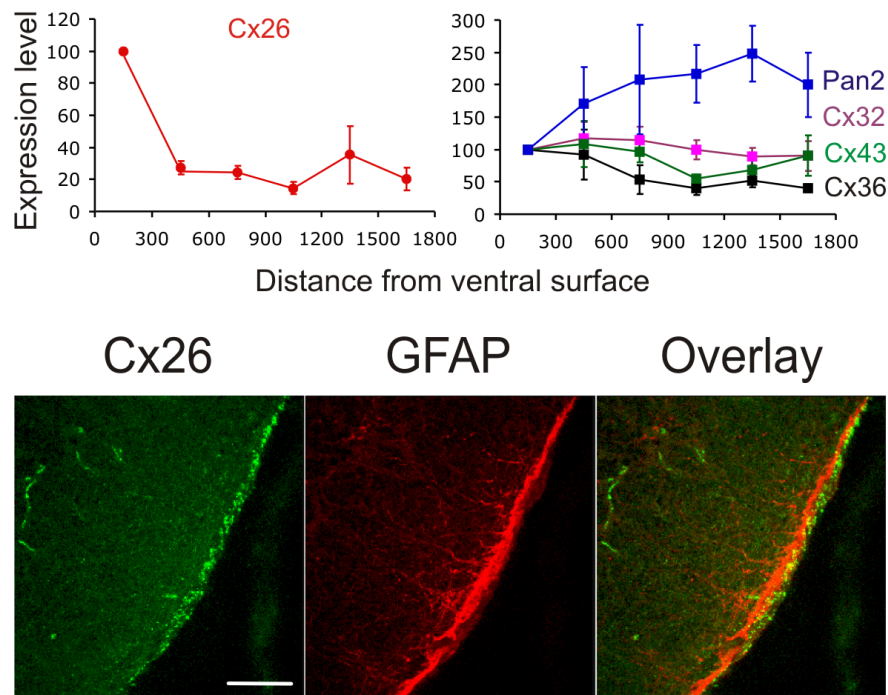 Expression level
120
100
80
60
40
20
0
Cx26
0 300 600 900 1200 1500 1800
300
250
200
150
100
50
0
Pan2
Cx32
Cx43
Cx36
0 300 600 900 1200 1500 1800
Distance from ventral surface
Cx26 GFAP Overlay